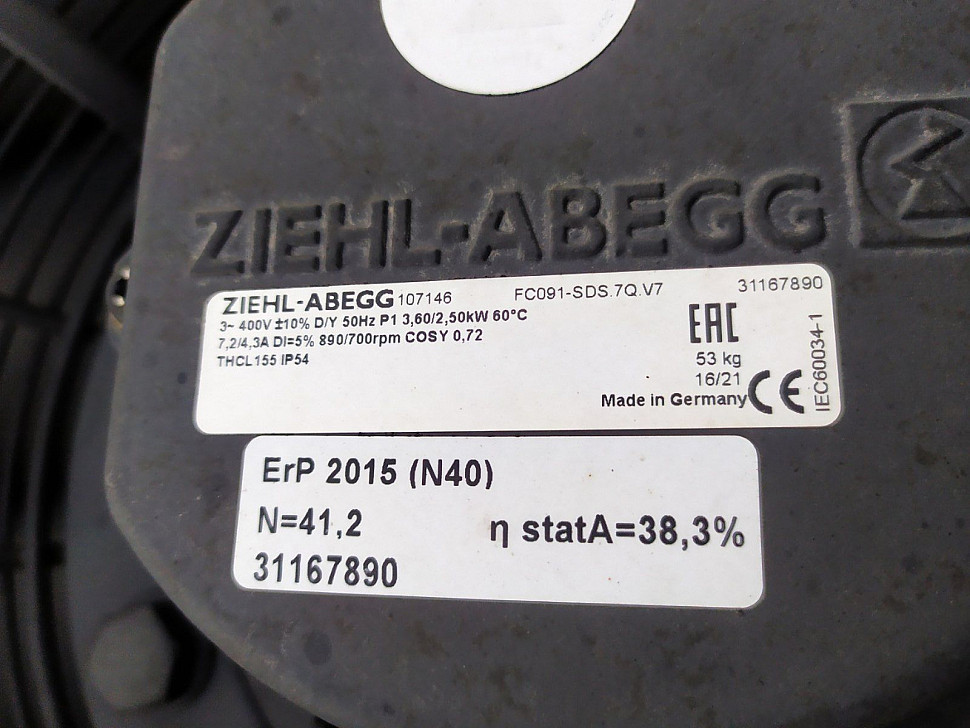 ZIEHL-ABEGG
ZIEHL-ABEGG 107146 FC091-SDS.7Q.V7 31167890
3~ 400V ±10% D/Y 50Hz P1 3,60/2,50kW 60°C
7,2/4,3A DI=5% 890/700rpm COSY 0,72
THCL155 IP54
EAC
53 kg
16/21
Made in Germany CE
IEC60034-1
ErP 2015 (N40)
N=41,2 η statA=38,3%
31167890